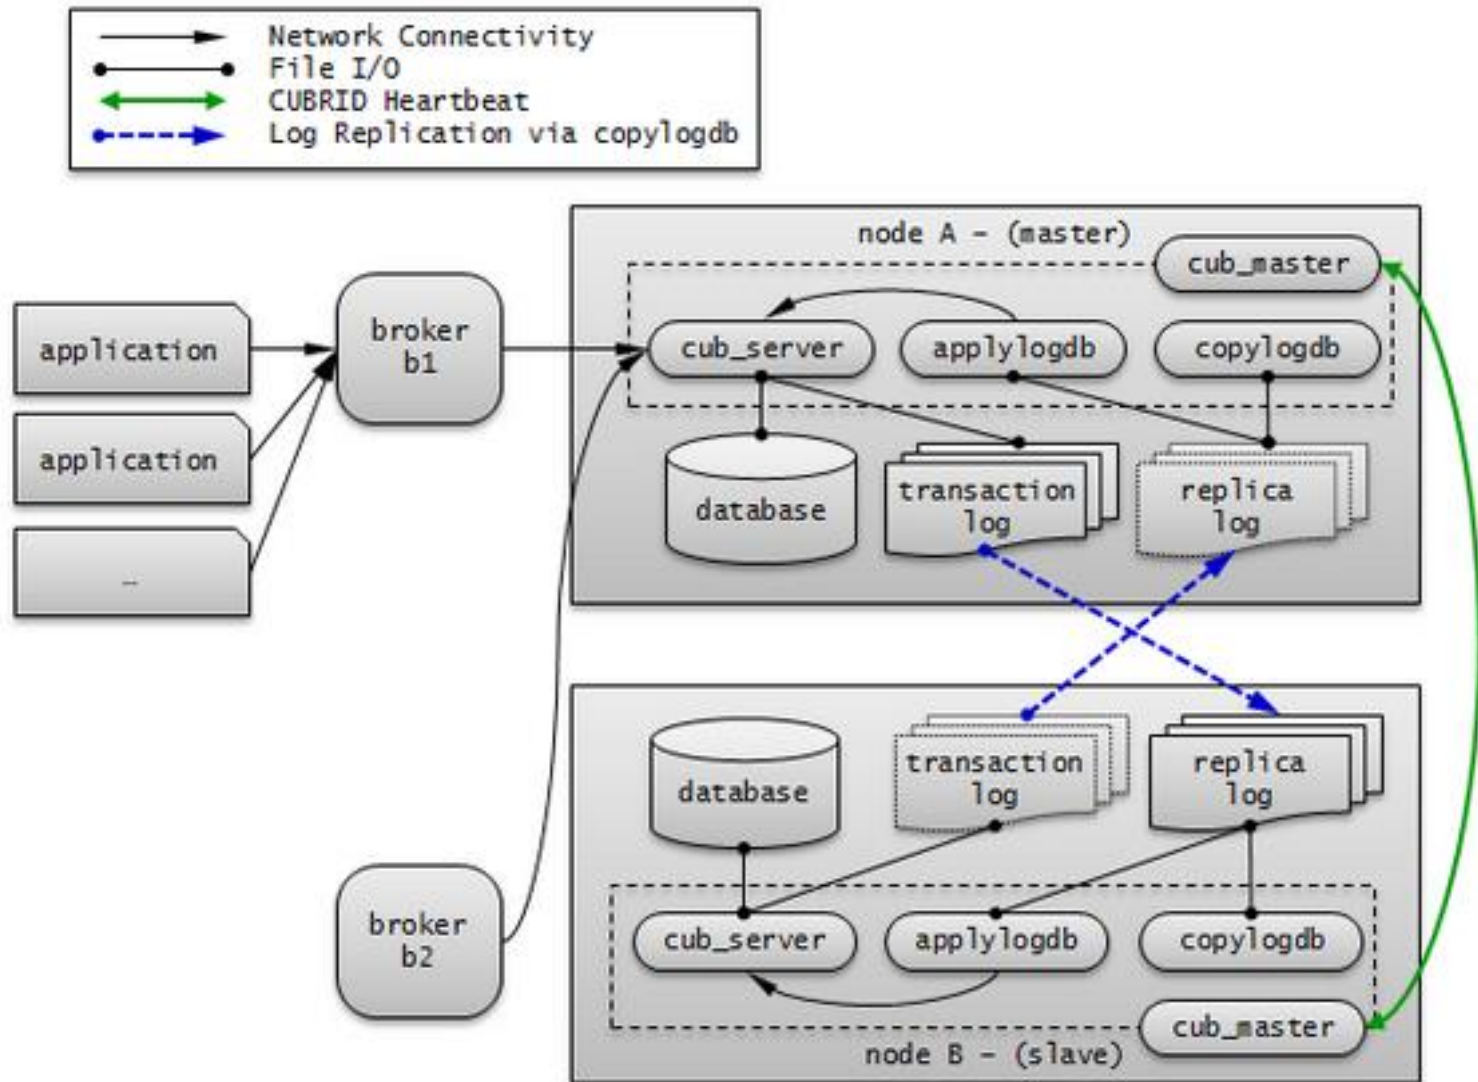 Network Connectivity
File I/O
CUBRID Heartbeat
Log Replication via copylogdb
node A - (master)
cub_master
application
broker
b1
cub_server
applylogdb
copylogdb
application
database
transaction
log
replica
log
…
database
transaction
log
replica
log
broker
b2
cub_server
applylogdb
copylogdb
cub_master
node B - (slave)